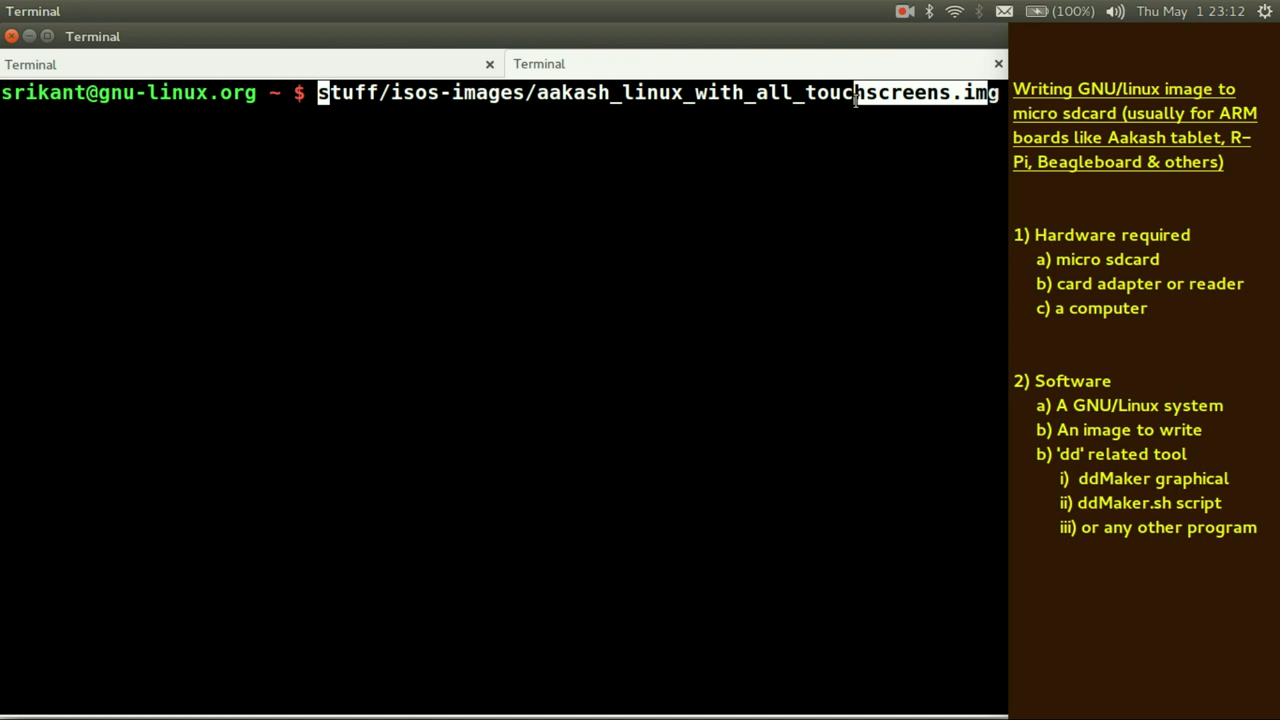 Terminal
(100%)
Thu May 1 23:12
Terminal
Terminal
Terminal
srikant@gnu-linux.org ~ $ stuff/isos-images/aakash_linux_with_all_touchscreens.img
Writing GNU/linux image to
micro sdcard (usually for ARM
boards like Aakash tablet, R-
Pi, Beagleboard & others)
1) Hardware required
a) micro sdcard
b) card adapter or reader
c) a computer
2) Software
a) A GNU/Linux system
b) An image to write
b) 'dd' related tool
i) ddMaker graphical
ii) ddMaker.sh script
iii) or any other program